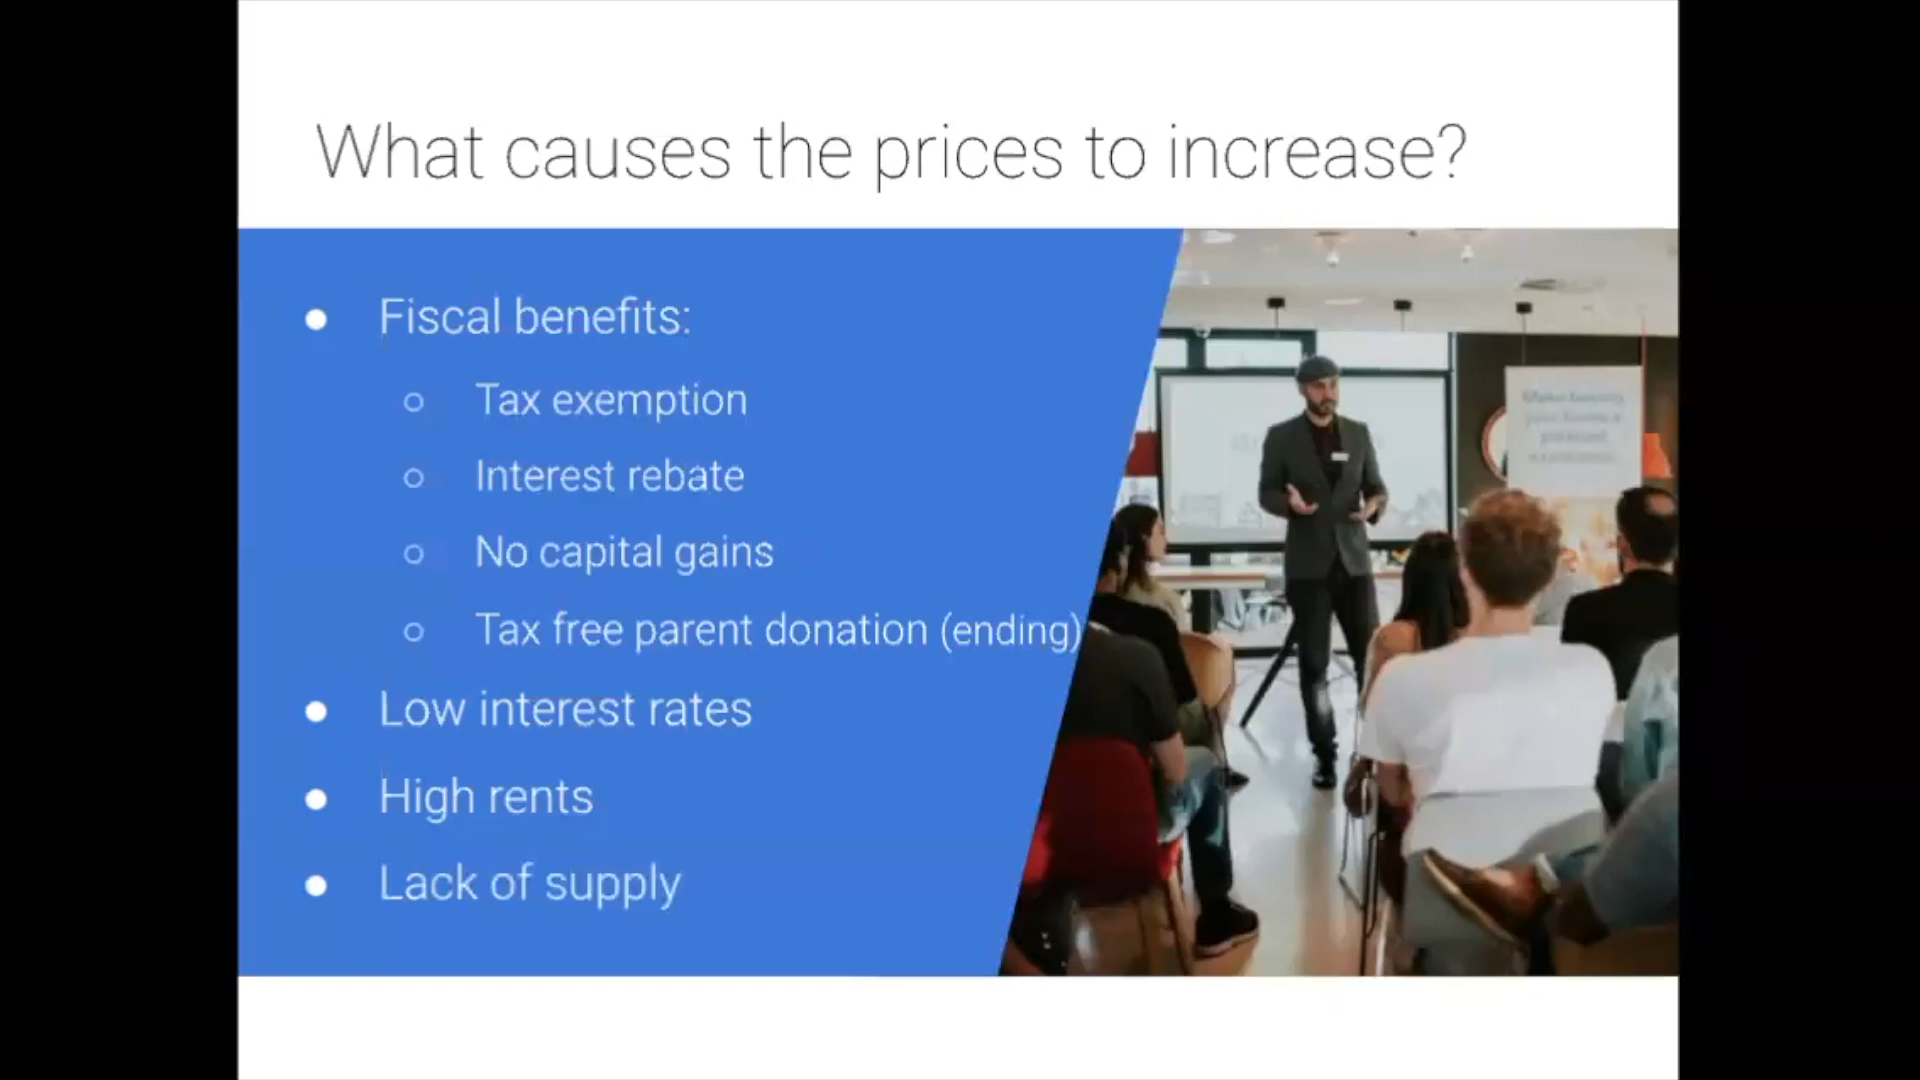 What causes the prices to increase?
● Fiscal benefits:
○ Tax exemption
○ Interest rebate
○ No capital gains
○ Tax free parent donation (ending)
● Low interest rates
● High rents
● Lack of supply